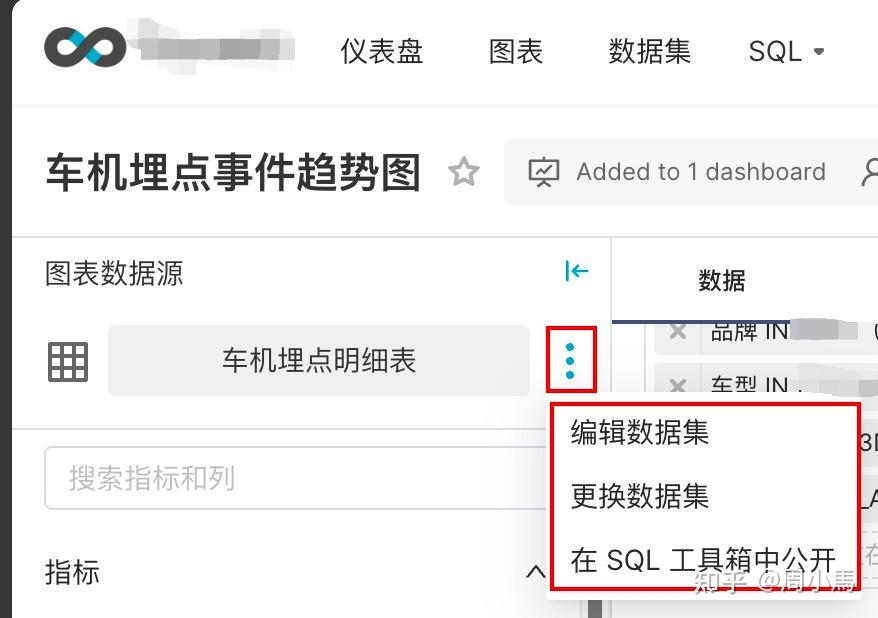 仪表盘 图表 数据集 SQL
车机埋点事件趋势图 Added to 1 dashboard
图表数据源
数据
车机埋点明细表
品牌 IN
车型 IN
编辑数据集
更换数据集
在 SQL 工具箱中公开
搜索指标和列
指标
知乎 @周小馬